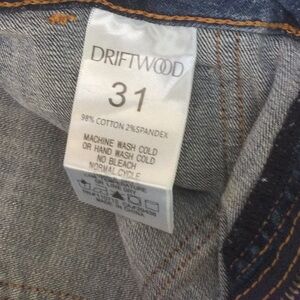 DRIFTWOOD
31
98% COTTON 2%SPANDEX
MACHINE WASH COLD
OR HAND WASH COLD
NO BLEACH
NORMAL CYCLE